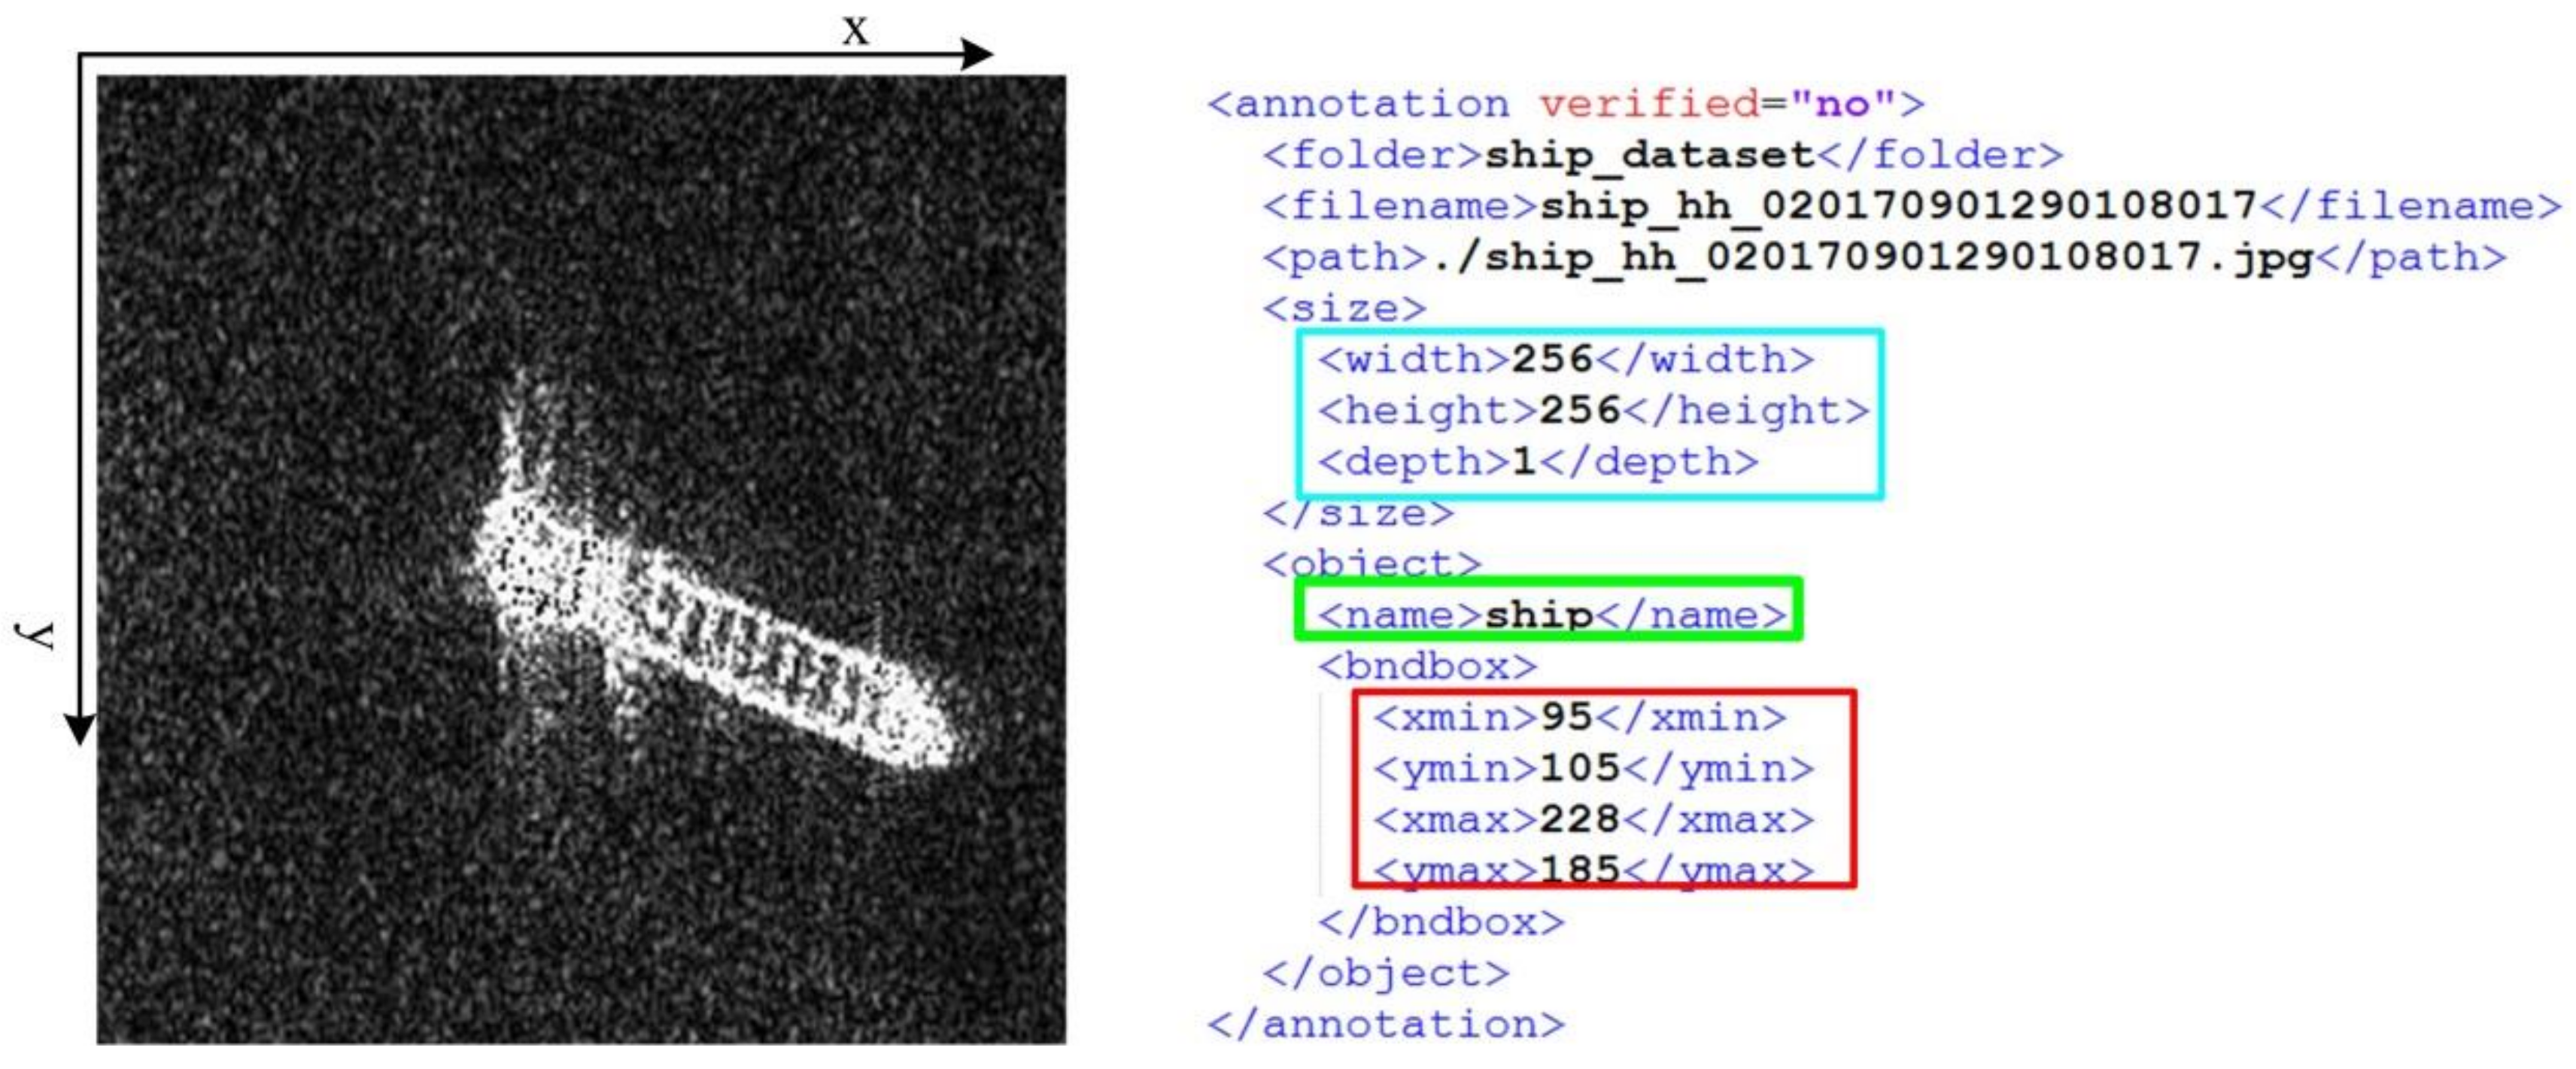 x
y
<annotation verified="no">
<folder>ship_dataset</folder>
<filename>ship_hh_020170901290108017</filename>
<path>./ship_hh_020170901290108017.jpg</path>
<size>
<width>256</width>
<height>256</height>
<depth>1</depth>
</size>
<object>
<name>ship</name>
<bndbox>
<xmin>95</xmin>
<ymin>105</ymin>
<xmax>228</xmax>
<ymax>185</ymax>
</bndbox>
</object>
</annotation>